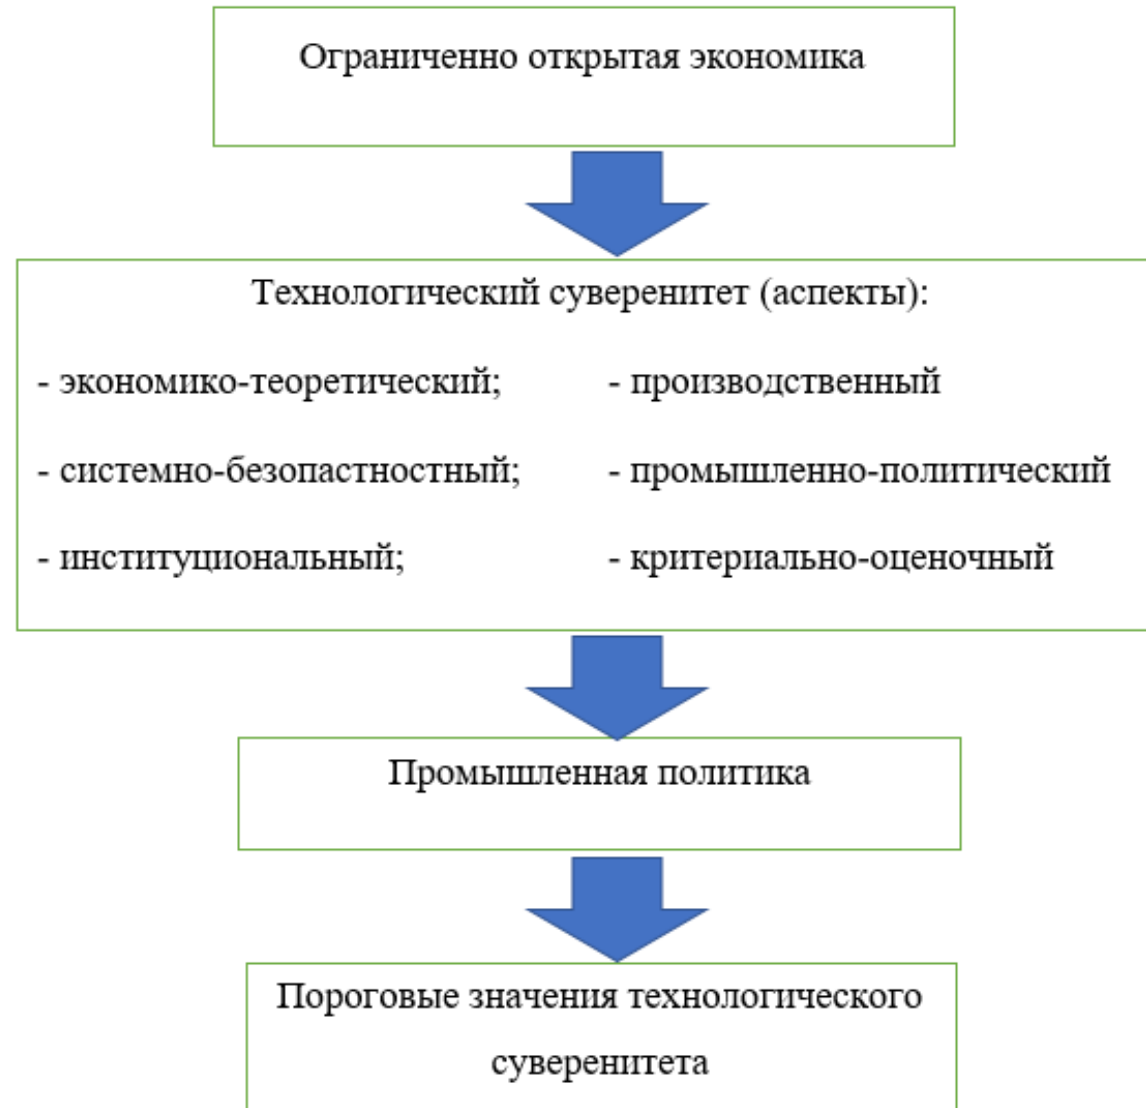 Ограниченно открытая экономика
Технологический суверенитет (аспекты):
- экономико-теоретический; - производственный
- системно-безопастностный; - промышленно-политический
- институциональный; - критериально-оценочный
Промышленная политика
Пороговые значения технологического
суверенитета